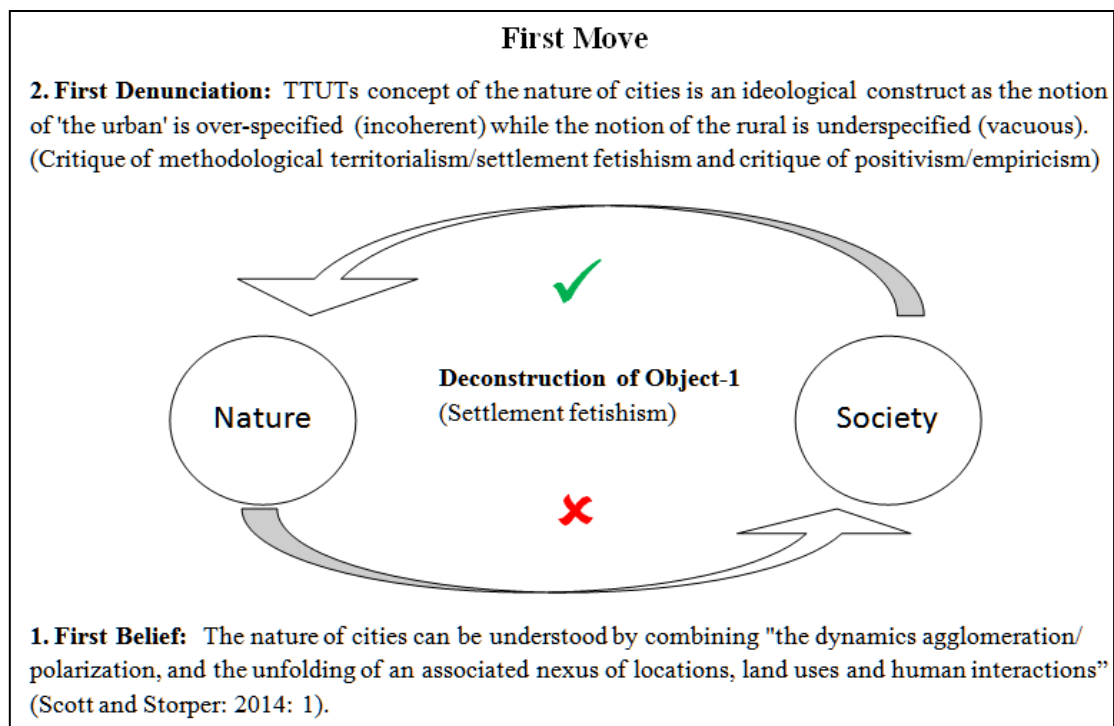 First Move
2. First Denunciation: TTUTs concept of the nature of cities is an ideological construct as the notion
of 'the urban' is over-specified (incoherent) while the notion of the rural is underspecified (vacuous).
(Critique of methodological territorialism/settlement fetishism and critique of positivism/empiricism)
Deconstruction of Object-1
(Settlement fetishism)
Nature
Society
1. First Belief: The nature of cities can be understood by combining "the dynamics agglomeration/
polarization, and the unfolding of an associated nexus of locations, land uses and human interactions”
(Scott and Storper: 2014: 1).